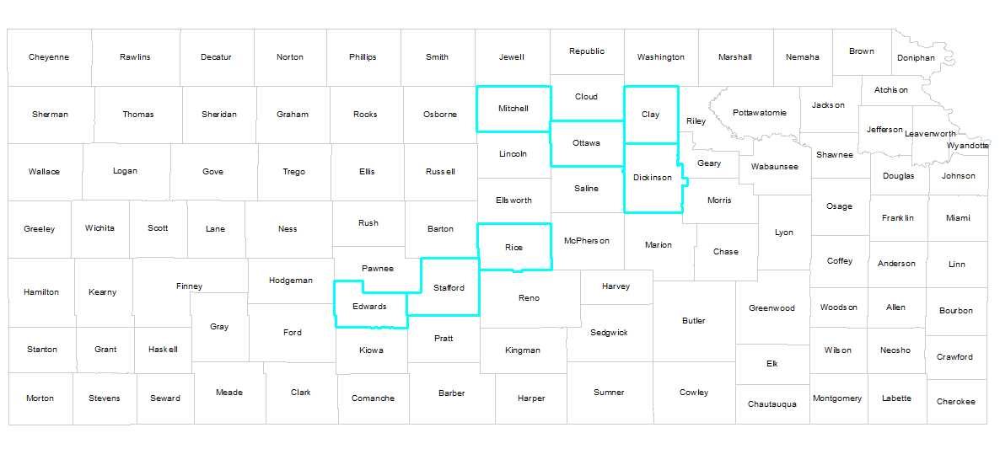 Cheyenne
Rawlins
Decatur
Norton
Phillips
Smith
Jewell
Republic
Washington
Marshall
Nemaha
Brown
Doniphan
Sherman
Thomas
Sheridan
Graham
Rooks
Osborne
Mitchell
Cloud
Clay
Riley
Pottawatomie
Jackson
Atchison
Jefferson
Leavenworth
Wyandotte
Wallace
Logan
Gove
Trego
Ellis
Russell
Lincoln
Ottawa
Saline
Dickinson
Geary
Wabaunsee
Shawnee
Douglas
Johnson
Greeley
Wichita
Scott
Lane
Ness
Rush
Barton
Ellsworth
Rice
McPherson
Marion
Morris
Chase
Lyon
Osage
Franklin
Miami
Hamilton
Kearny
Finney
Hodgeman
Pawnee
Edwards
Stafford
Reno
Harvey
Butler
Greenwood
Coffey
Anderson
Linn
Woodson
Allen
Bourbon
Stanton
Grant
Haskell
Gray
Ford
Kiowa
Pratt
Kingman
Sedgwick
Elk
Wilson
Neosho
Crawford
Morton
Stevens
Seward
Meade
Clark
Comanche
Barber
Harper
Sumner
Cowley
Chautauqua
Montgomery
Labette
Cherokee